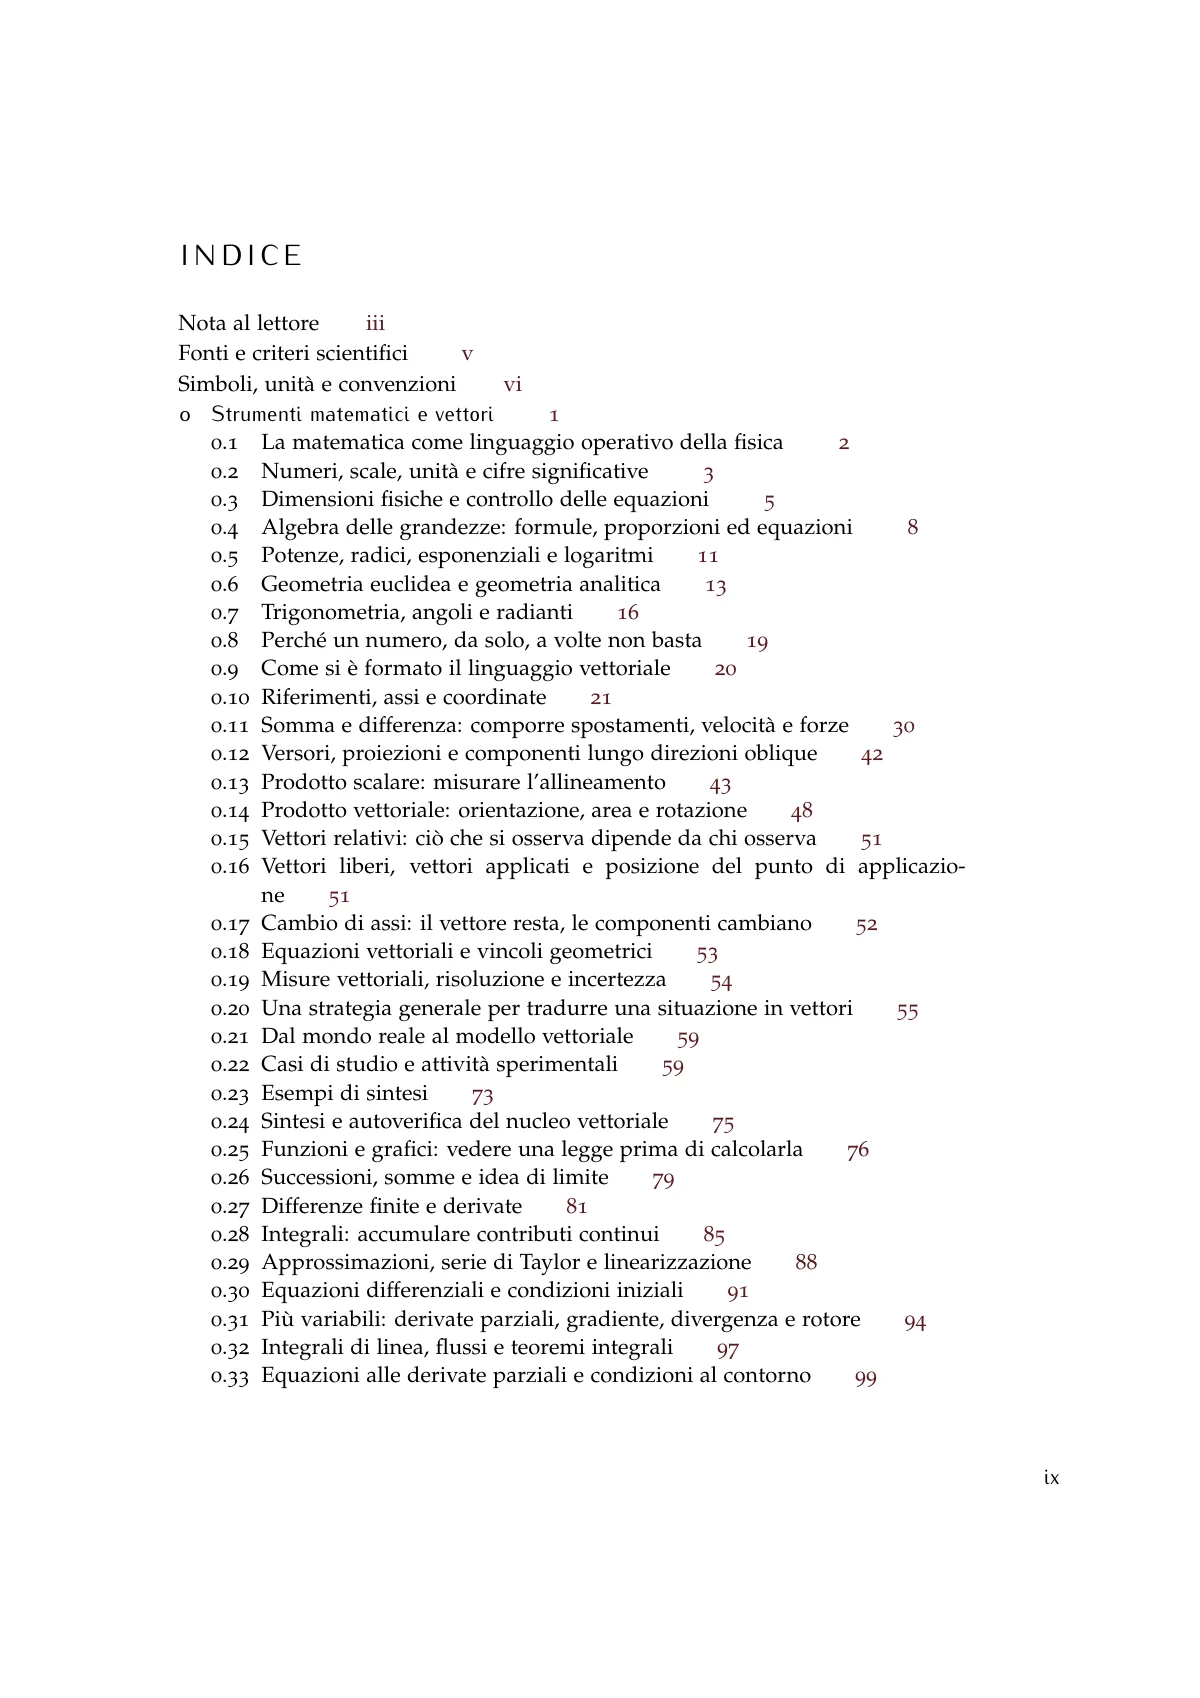 INDICE
Nota al lettore iii
Fonti e criteri scientifici v
Simboli, unità e convenzioni vi
0 Strumenti matematici e vettori 1
0.1 La matematica come linguaggio operativo della fisica 2
0.2 Numeri, scale, unità e cifre significative 3
0.3 Dimensioni fisiche e controllo delle equazioni 5
0.4 Algebra delle grandezze: formule, proporzioni ed equazioni 8
0.5 Potenze, radici, esponenziali e logaritmi 11
0.6 Geometria euclidea e geometria analitica 13
0.7 Trigonometria, angoli e radianti 16
0.8 Perché un numero, da solo, a volte non basta 19
0.9 Come si è formato il linguaggio vettoriale 20
0.10 Riferimenti, assi e coordinate 21
0.11 Somma e differenza: comporre spostamenti, velocità e forze 30
0.12 Versori, proiezioni e componenti lungo direzioni oblique 42
0.13 Prodotto scalare: misurare l'allineamento 43
0.14 Prodotto vettoriale: orientazione, area e rotazione 48
0.15 Vettori relativi: ciò che si osserva dipende da chi osserva 51
0.16 Vettori liberi, vettori applicati e posizione del punto di applicazio-
ne 51
0.17 Cambio di assi: il vettore resta, le componenti cambiano 52
0.18 Equazioni vettoriali e vincoli geometrici 53
0.19 Misure vettoriali, risoluzione e incertezza 54
0.20 Una strategia generale per tradurre una situazione in vettori 55
0.21 Dal mondo reale al modello vettoriale 59
0.22 Casi di studio e attività sperimentali 59
0.23 Esempi di sintesi 73
0.24 Sintesi e autoverifica del nucleo vettoriale 75
0.25 Funzioni e grafici: vedere una legge prima di calcolarla 76
0.26 Successioni, somme e idea di limite 79
0.27 Differenze finite e derivate 81
0.28 Integrali: accumulare contributi continui 85
0.29 Approssimazioni, serie di Taylor e linearizzazione 88
0.30 Equazioni differenziali e condizioni iniziali 91
0.31 Più variabili: derivate parziali, gradiente, divergenza e rotore 94
0.32 Integrali di linea, flussi e teoremi integrali 97
0.33 Equazioni alle derivate parziali e condizioni al contorno 99
ix